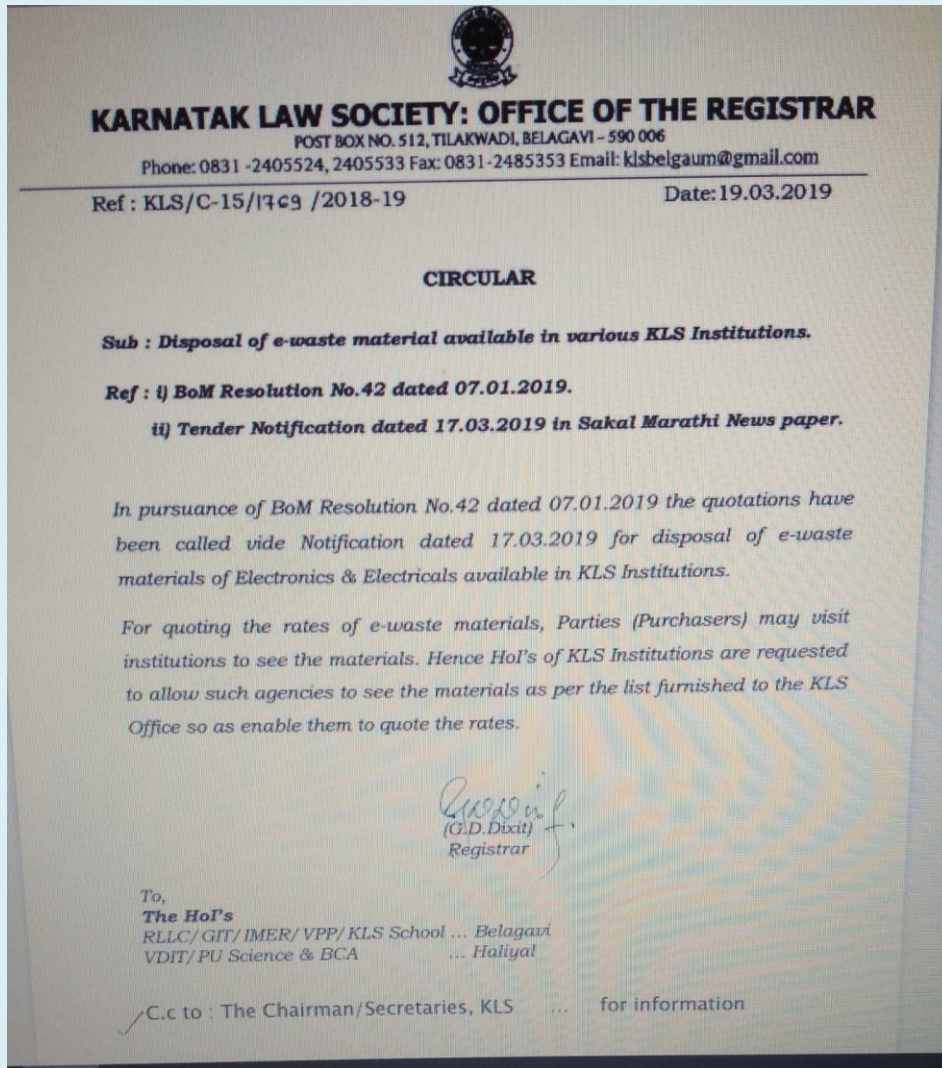 KARNATAK LAW SOCIETY: OFFICE OF THE REGISTRAR
POST BOX NO. 512, TILAKWADI, BELAGAVI – 590 006
Phone: 0831 -2405524, 2405533 Fax: 0831-2485353 Email: klsbelgaum@gmail.com
Ref : KLS/C-15/1769 /2018-19 Date:19.03.2019
CIRCULAR
Sub : Disposal of e-waste material available in various KLS Institutions.
Ref : i) BoM Resolution No.42 dated 07.01.2019.
ii) Tender Notification dated 17.03.2019 in Sakal Marathi News paper.
In pursuance of BoM Resolution No.42 dated 07.01.2019 the quotations have
been called vide Notification dated 17.03.2019 for disposal of e-waste
materials of Electronics & Electricals available in KLS Institutions.
For quoting the rates of e-waste materials, Parties (Purchasers) may visit
institutions to see the materials. Hence HoI's of KLS Institutions are requested
to allow such agencies to see the materials as per the list furnished to the KLS
Office so as enable them to quote the rates.
(G.D.Dixit)
Registrar
To,
The HoI's
RLLC/ GIT/ IMER/ VPP/ KLS School ... Belagavi
VDIT/ PU Science & BCA ... Haliyal
C.c to : The Chairman/Secretaries, KLS ... for information